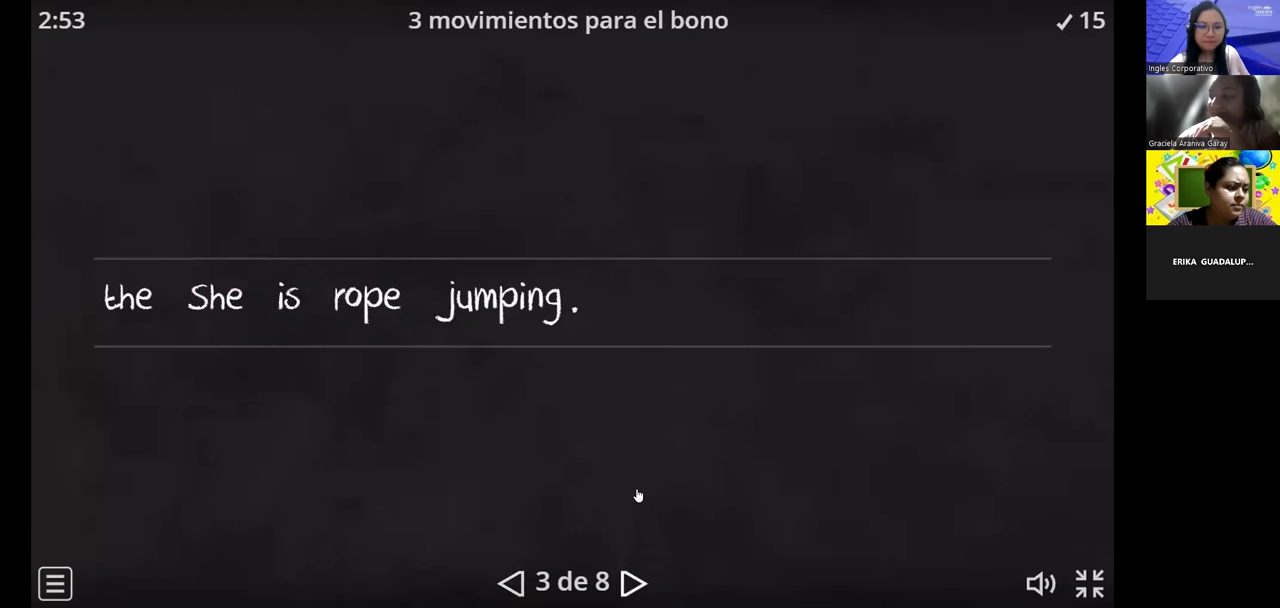 2:53 3 movimientos para el bono ✓ 15
Ingles Corporativo
Graciela Araniva Garay
ERIKA GUADALUP...
the She is rope jumping.
3 de 8